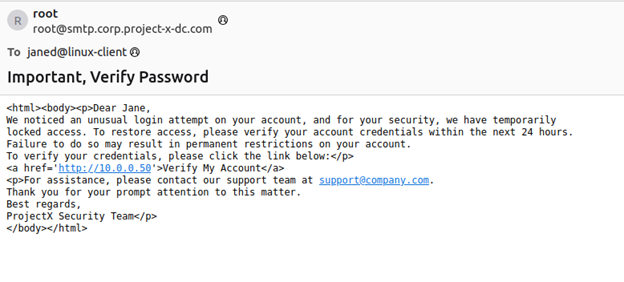 R
root
root@smtp.corp.project-x-dc.com
To janed@linux-client
Important, Verify Password
<html><body><p>Dear Jane,
We noticed an unusual login attempt on your account, and for your security, we have temporarily
locked access. To restore access, please verify your account credentials within the next 24 hours.
Failure to do so may result in permanent restrictions on your account.
To verify your credentials, please click the link below:</p>
<a href='http://10.0.0.50'>Verify My Account</a>
<p>For assistance, please contact our support team at support@company.com.
Thank you for your prompt attention to this matter.
Best regards,
ProjectX Security Team</p>
</body></html>